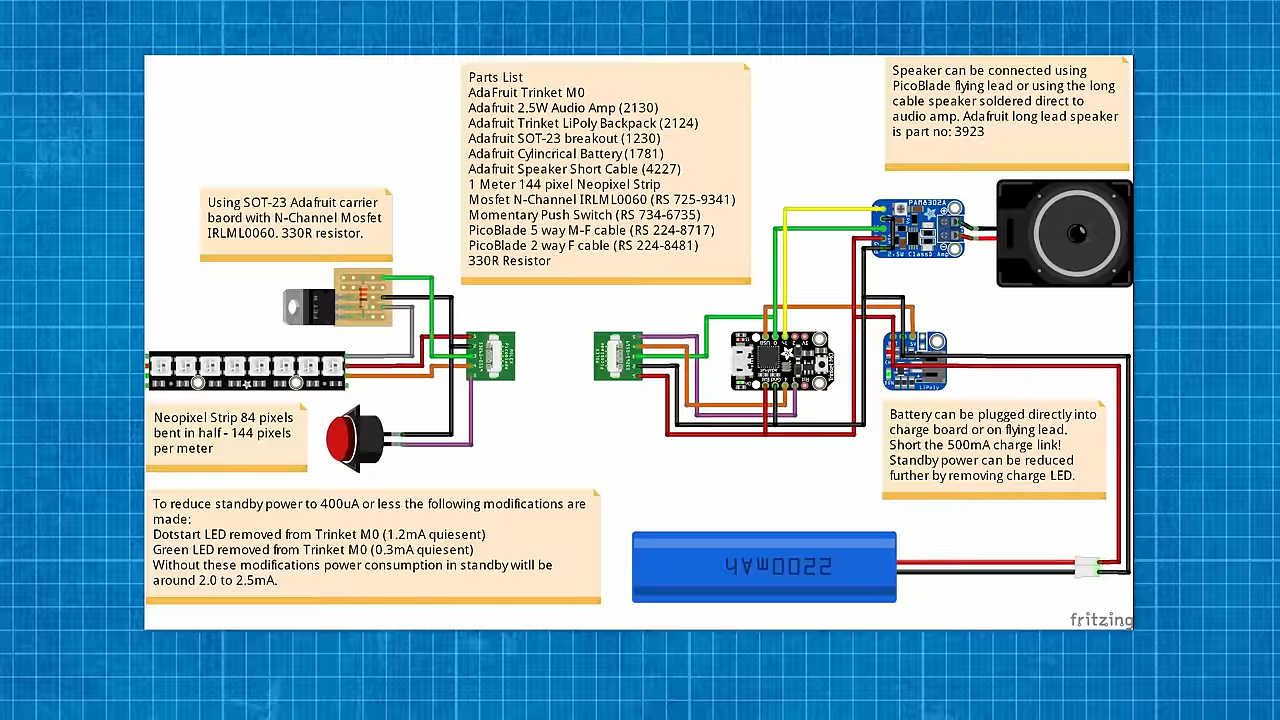 Parts List
AdaFruit Trinket M0
Adafruit 2.5W Audio Amp (2130)
Adafruit Trinket LiPoly Backpack (2124)
Adafruit SOT-23 breakout (1230)
Adafruit Cylincrical Battery (1781)
Adafruit Speaker Short Cable (4227)
1 Meter 144 pixel Neopixel Strip
Mosfet N-Channel IRLML0060 (RS 725-9341)
Momentary Push Switch (RS 734-6735)
PicoBlade 5 way M-F cable (RS 224-8717)
PicoBlade 2 way F cable (RS 224-8481)
330R Resistor
Speaker can be connected using
PicoBlade flying lead or using the long
cable speaker soldered direct to
audio amp. Adafruit long lead speaker
is part no: 3923
Using SOT-23 Adafruit carrier
baord with N-Channel Mosfet
IRLML0060. 330R resistor.
PAM8302A
2.5W ClassD Amp
FET N
LiPoly
Neopixel Strip 84 pixels
bent in half - 144 pixels
per meter
Battery can be plugged directly into
charge board or on flying lead.
Short the 500mA charge link!
Standby power can be reduced
further by removing charge LED.
To reduce standby power to 400uA or less the following modifications are
made:
Dotstart LED removed from Trinket M0 (1.2mA quiesent)
Green LED removed from Trinket M0 (0.3mA quiesent)
Without these modifications power consumption in standby witll be
around 2.0 to 2.5mA.
2200mAh
fritzing